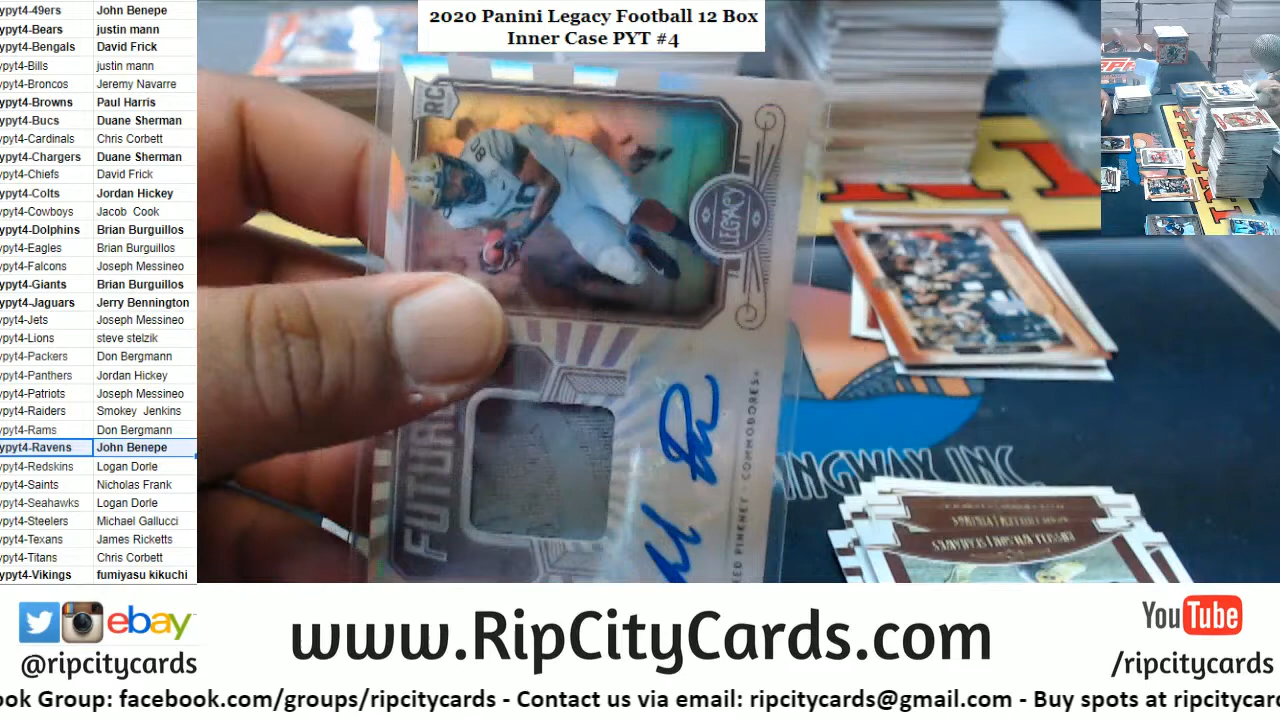 ypyt4-49ers John Benepe
ypyt4-Bears justin mann
ypyt4-Bengals David Frick
ypyt4-Bills justin mann
ypyt4-Broncos Jeremy Navarre
ypyt4-Browns Paul Harris
ypyt4-Bucs Duane Sherman
ypyt4-Cardinals Chris Corbett
ypyt4-Chargers Duane Sherman
ypyt4-Chiefs David Frick
ypyt4-Colts Jordan Hickey
ypyt4-Cowboys Jacob Cook
ypyt4-Dolphins Brian Burguillos
ypyt4-Eagles Brian Burguillos
ypyt4-Falcons Joseph Messineo
ypyt4-Giants Brian Burguillos
ypyt4-Jaguars Jerry Bennington
ypyt4-Jets Joseph Messineo
ypyt4-Lions steve stelzik
ypyt4-Packers Don Bergmann
ypyt4-Panthers Jordan Hickey
ypyt4-Patriots Joseph Messineo
ypyt4-Raiders Smokey Jenkins
ypyt4-Rams Don Bergmann
ypyt4-Ravens John Benepe
ypyt4-Redskins Logan Dorle
ypyt4-Saints Nicholas Frank
ypyt4-Seahawks Logan Dorle
ypyt4-Steelers Michael Gallucci
ypyt4-Texans James Ricketts
ypyt4-Titans Chris Corbett
ypyt4-Vikings fumiyasu kikuchi
2020 Panini Legacy Football 12 Box
Inner Case PYT #4
RC
80
LEGACY
FUTUR
PINKNEY - COMMODORES
INGWAX INC
ebay
@ripcitycards
www.RipCityCards.com
YouTube
/ripcitycards
ook Group: facebook.com/groups/ripcitycards - Contact us via email: ripcitycards@gmail.com - Buy spots at ripcitycard